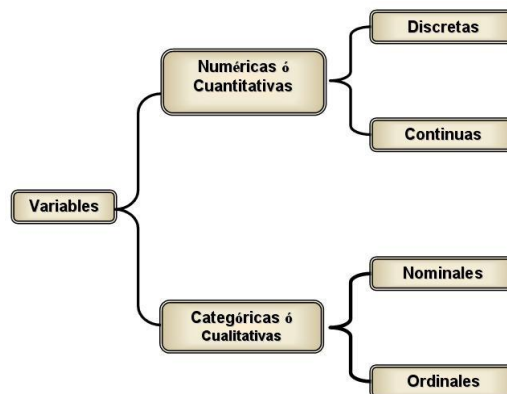 Discretas
Numéricas ó
Cuantitativas
Continuas
Variables
Nominales
Categóricas ó
Cualitativas
Ordinales